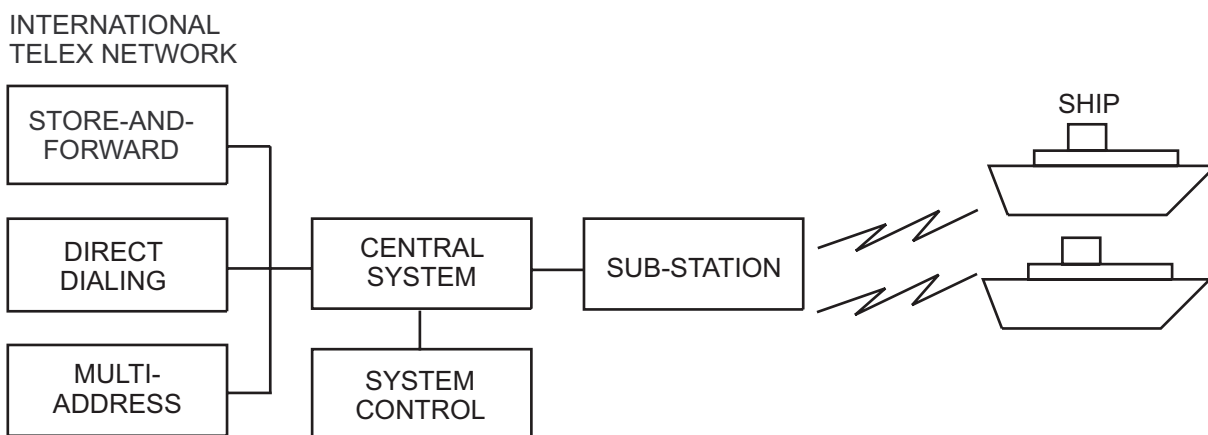 INTERNATIONAL
TELEX NETWORK
STORE-AND-
FORWARD
DIRECT
DIALING
MULTI-
ADDRESS
CENTRAL
SYSTEM
SYSTEM
CONTROL
SUB-STATION
SHIP